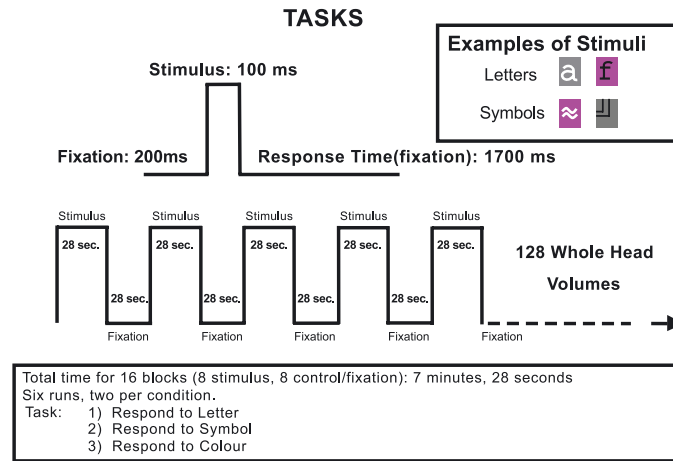 TASKS
Examples of Stimuli
Letters a f
Symbols ≈ ╝
Stimulus: 100 ms
Fixation: 200ms Response Time(fixation): 1700 ms
Stimulus Stimulus Stimulus Stimulus Stimulus
28 sec. 28 sec. 28 sec. 28 sec. 28 sec.
28 sec. 28 sec. 28 sec. 28 sec.
Fixation Fixation Fixation Fixation Fixation
128 Whole Head
Volumes
Total time for 16 blocks (8 stimulus, 8 control/fixation): 7 minutes, 28 seconds
Six runs, two per condition.
Task: 1) Respond to Letter
2) Respond to Symbol
3) Respond to Colour